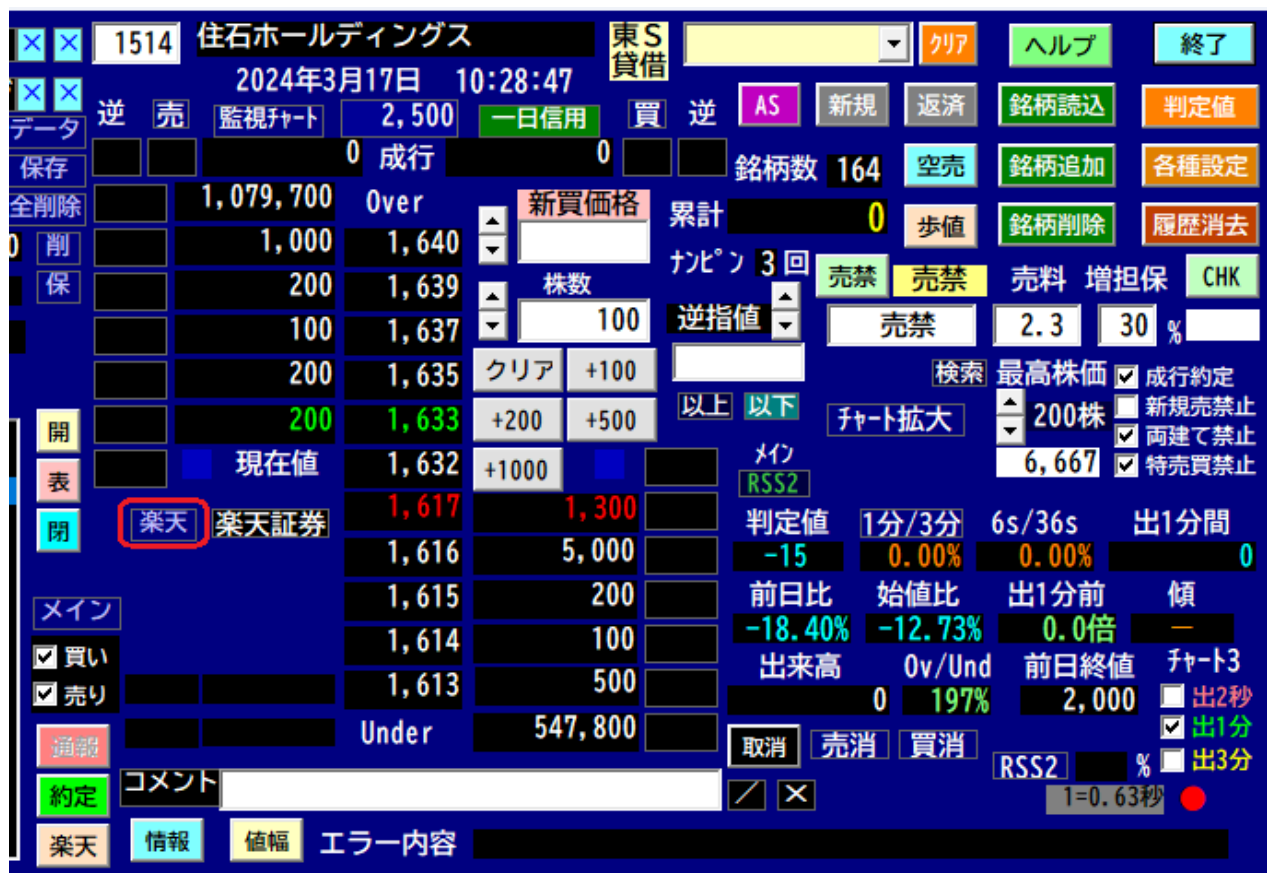 × × 1514 住石ホールディングス 東S クリア ヘルプ 終了
貸借
2024年3月17日 10:28:47
× ×
データ 逆 売 監視ﾁｬｰﾄ 2,500 一日信用 買 逆 AS 新規 返済 銘柄読込 判定値
保存 0 成行 0 銘柄数 164 空売 銘柄追加 各種設定
全削除 1,079,700 Over 新買価格 累計 0 歩値 銘柄削除 履歴消去
削 1,000 1,640 ﾅﾝﾋﾟﾝ 3 回 売禁 売禁 売料 増担保 CHK
保 200 1,639 株数
100 1,637 100 逆指値 売禁 2.3 30 %
200 1,635 クリア +100 検索 最高株価 成行約定
開 200 1,633 +200 +500 以上 以下 ﾁｬｰﾄ拡大 200株 新規売禁止
両建て禁止
表 現在値 1,632 +1000 ﾒｲﾝ 6,667 特売買禁止
RSS2
閉 楽天 楽天証券 1,617 1,300 判定値 1分/3分 6s/36s 出1分間
1,616 5,000 -15 0.00% 0.00% 0
メイン 1,615 200 前日比 始値比 出1分前 傾
買い 1,614 100 -18.40% -12.73% 0.0倍 －
売り 1,613 500 出来高 Ov/Und 前日終値 ﾁｬｰﾄ3
0 197% 2,000 出2秒
通報 Under 547,800 取消 売消 買消 出1分
RSS2 % 出3分
約定 コメント ／ × 1=0.63秒
楽天 情報 値幅 エラー内容